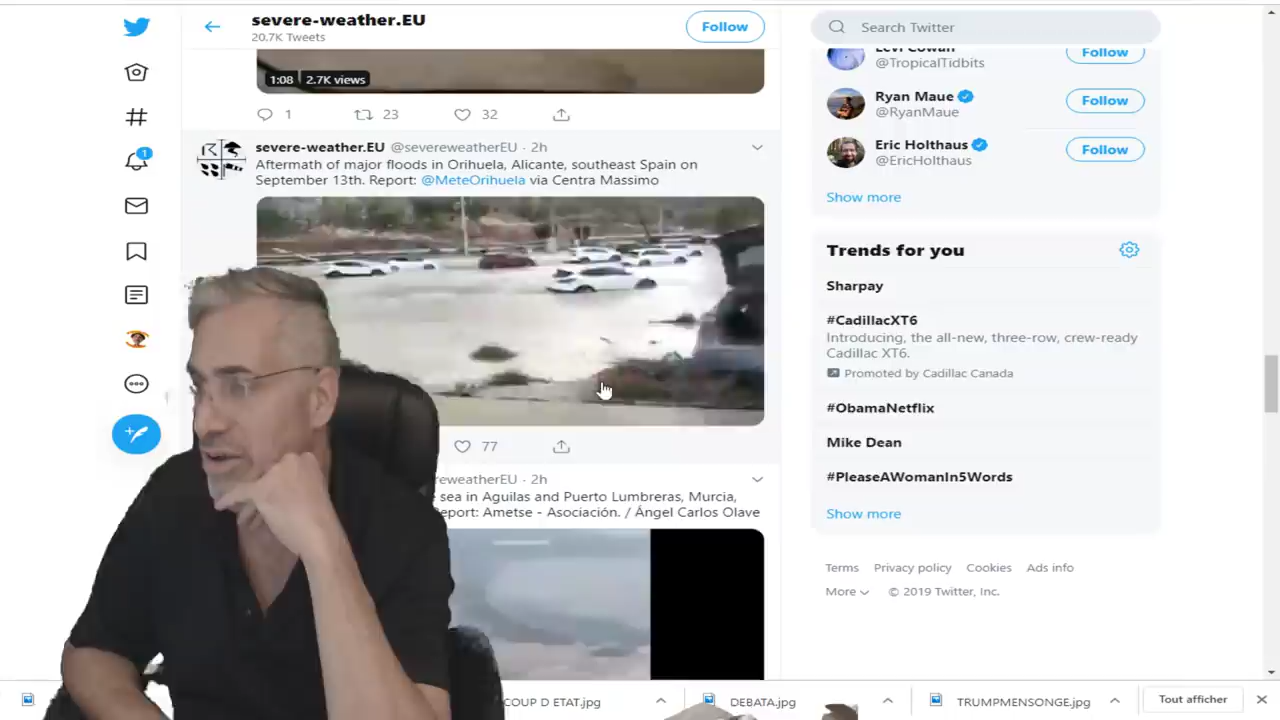 severe-weather.EU
20.7K Tweets
Follow
1:08 2.7K views
1 23 32
severe-weather.EU @severeweatherEU · 2h
Aftermath of major floods in Orihuela, Alicante, southeast Spain on
September 13th. Report: @MeteOrihuela via Centra Massimo
77
reweatherEU · 2h
sea in Aguilas and Puerto Lumbreras, Murcia,
eport: Ametse - Asociación. / Ángel Carlos Olave
1
Search Twitter
Levi Cowan
@TropicalTidbits
Follow
Ryan Maue
@RyanMaue
Follow
Eric Holthaus
@EricHolthaus
Follow
Show more
Trends for you
Sharpay
#CadillacXT6
Introducing, the all-new, three-row, crew-ready
Cadillac XT6.
Promoted by Cadillac Canada
#ObamaNetflix
Mike Dean
#PleaseAWomanIn5Words
Show more
Terms Privacy policy Cookies Ads info
More © 2019 Twitter, Inc.
COUP D ETAT.jpg
DEBATA.jpg
TRUMPMENSONGE.jpg
Tout afficher